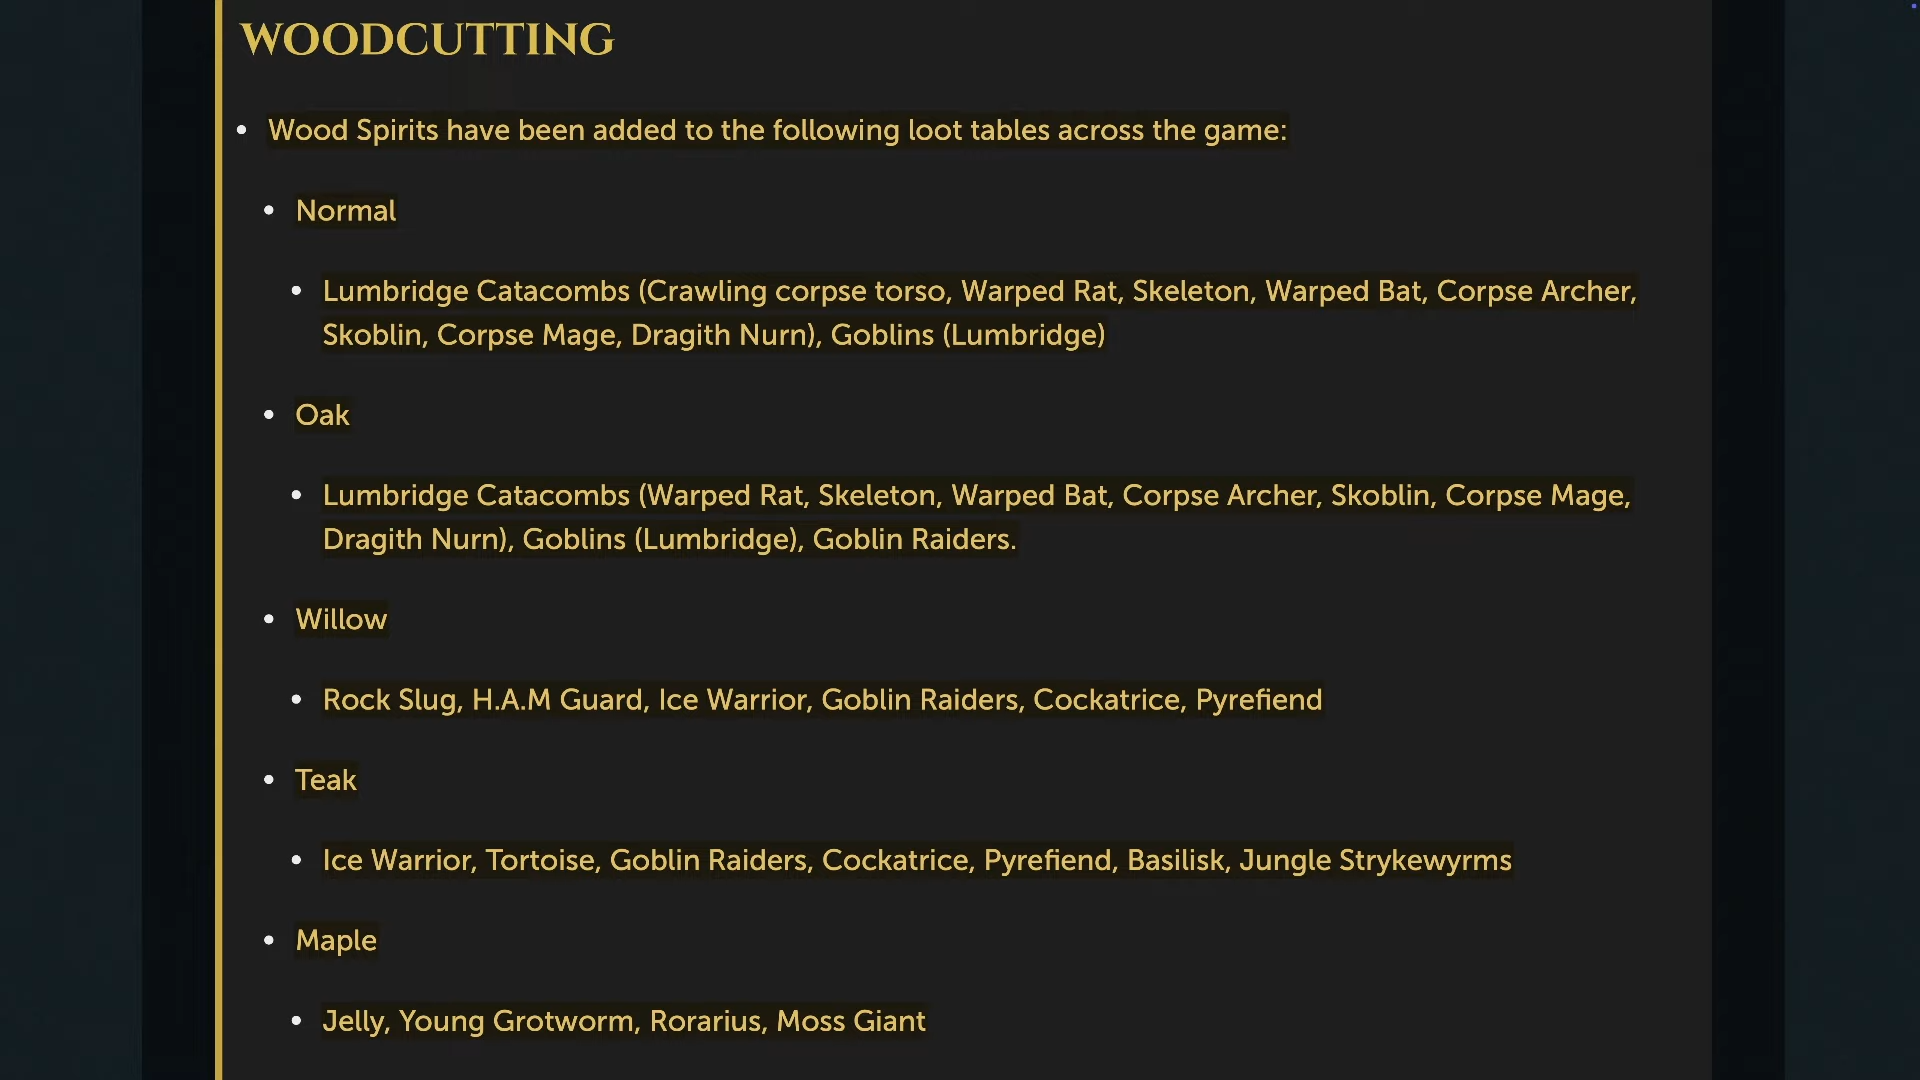 WOODCUTTING
Wood Spirits have been added to the following loot tables across the game:
Normal
Lumbridge Catacombs (Crawling corpse torso, Warped Rat, Skeleton, Warped Bat, Corpse Archer,
Skoblin, Corpse Mage, Dragith Nurn), Goblins (Lumbridge)
Oak
Lumbridge Catacombs (Warped Rat, Skeleton, Warped Bat, Corpse Archer, Skoblin, Corpse Mage,
Dragith Nurn), Goblins (Lumbridge), Goblin Raiders.
Willow
Rock Slug, H.A.M Guard, Ice Warrior, Goblin Raiders, Cockatrice, Pyrefiend
Teak
Ice Warrior, Tortoise, Goblin Raiders, Cockatrice, Pyrefiend, Basilisk, Jungle Strykewyrms
Maple
Jelly, Young Grotworm, Rorarius, Moss Giant